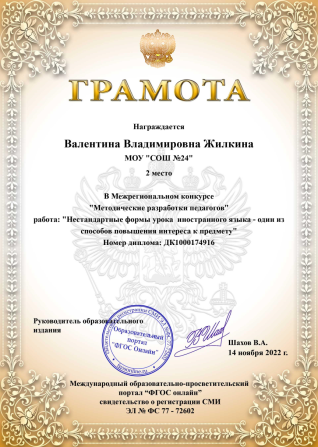 ГРАМОТА
Награждается
Валентина Владимировна Жилкина
МОУ "СОШ №24"
2 место
В Межрегиональном конкурсе
"Методические разработки педагогов"
работа: "Нестандартные формы урока иностранного языка - один из
способов повышения интереса к предмету"
Номер диплома: ДК1000174916
Руководитель образовательного
издания
Образовательный
портал
"ФГОС Онлайн"
Шахов В.А.
14 ноября 2022 г.
Международный образовательно-просветительский
портал “ФГОС онлайн”
свидетельство о регистрации СМИ
ЭЛ № ФС 77 - 72602